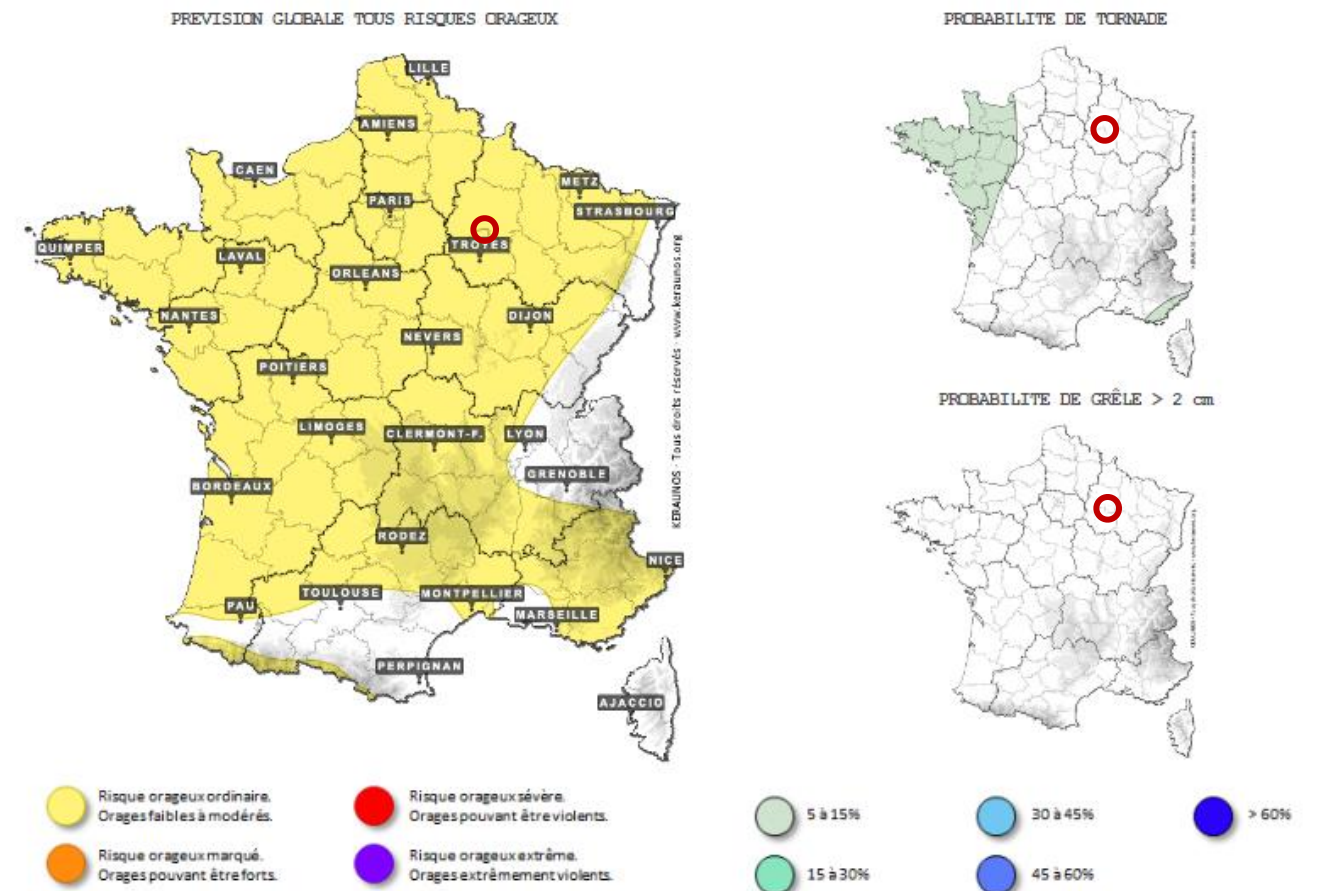 PREVISION GLOBALE TOUS RISQUES ORAGEUX
LILLE
AMIENS
CAEN
METZ
PARIS
STRASBOURG
QUIMPER
LAVAL
TROYES
ORLEANS
NANTES
DIJON
NEVERS
POITIERS
LIMOGES
CLERMONT-F.
LYON
GRENOBLE
BORDEAUX
RODEZ
NICE
TOULOUSE
MONTPELLIER
PAU
MARSEILLE
PERPIGNAN
AJACCIO
KERAUNOS - Tous droits réservés - www.keraunos.org
Risque orageux ordinaire.
Orages faibles à modérés.
Risque orageux marqué.
Orages pouvant être forts.
Risque orageux sévère.
Orages pouvant être violents.
Risque orageux extrême.
Orages extrêmement violents.
PROBABILITE DE TORNADE
PROBABILITE DE GRÊLE > 2 cm
5 à 15%
15 à 30%
30 à 45%
45 à 60%
> 60%